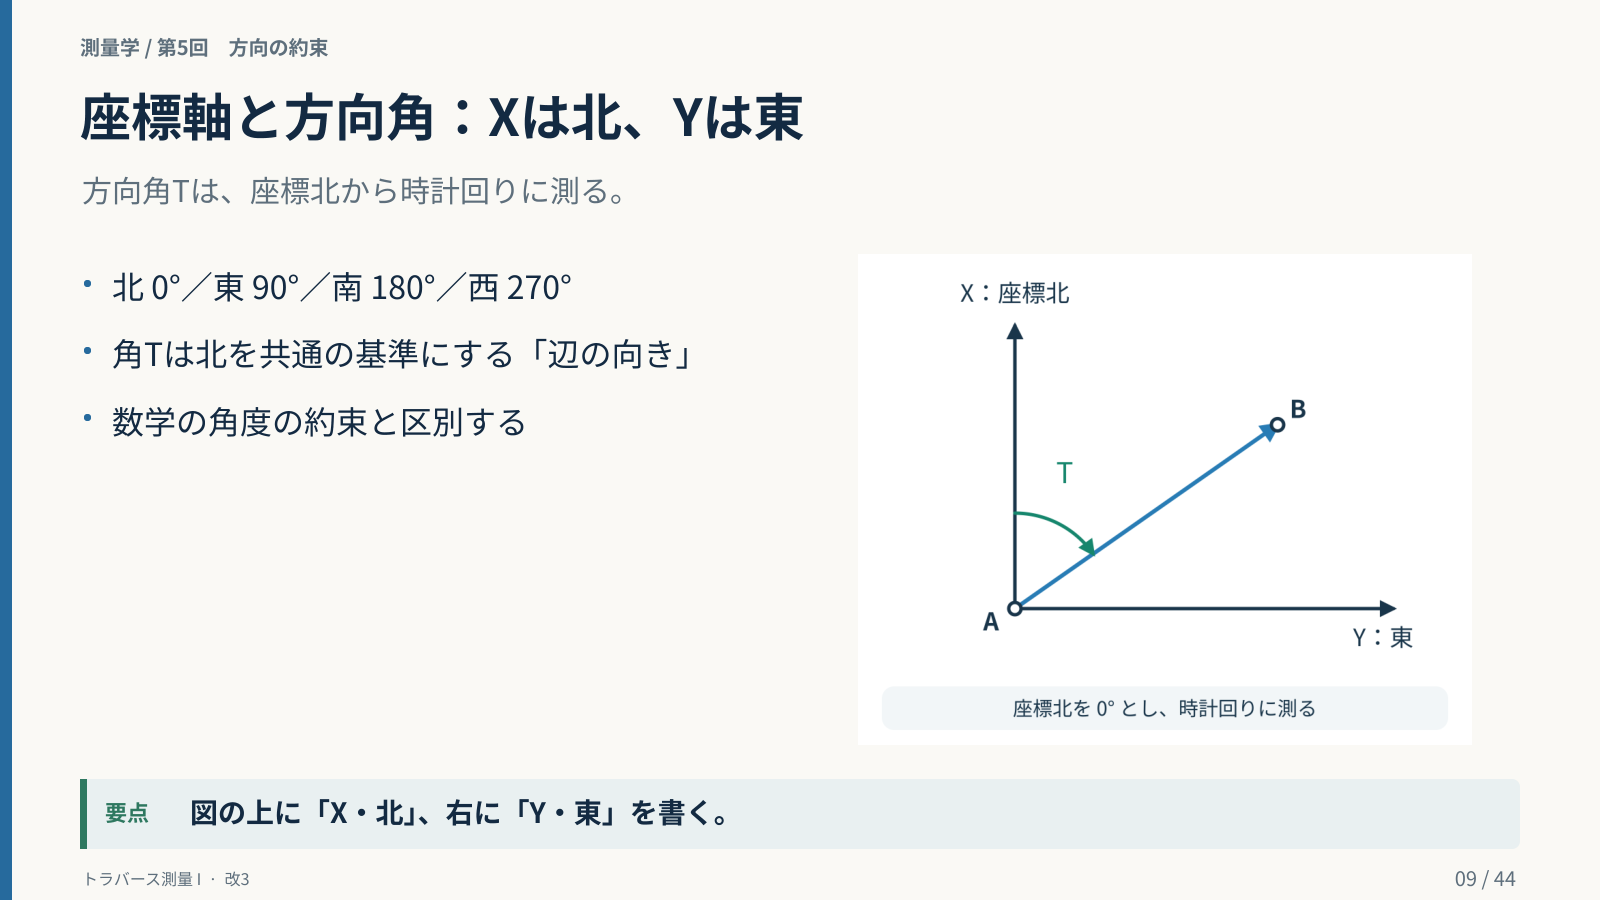 測量学 / 第5回　方向の約束
座標軸と方向角：Xは北、Yは東
方向角Tは、座標北から時計回りに測る。
• 北 0°／東 90°／南 180°／西 270°
• 角Tは北を共通の基準にする「辺の向き」
• 数学の角度の約束と区別する
X：座標北
B
T
A
Y：東
座標北を 0° とし、時計回りに測る
要点　図の上に「X・北」、右に「Y・東」を書く。
トラバース測量 I · 改3
09 / 44